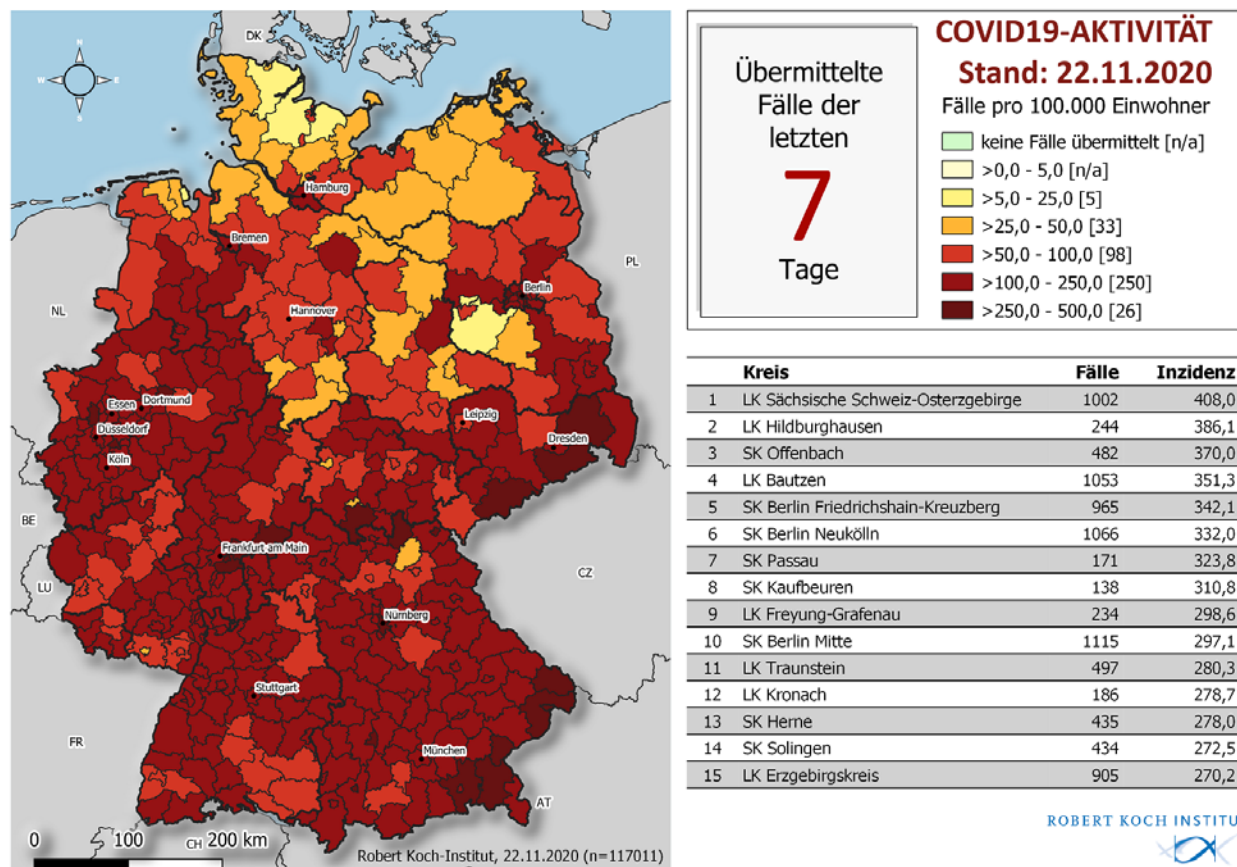 DK
N
W
E
S
Hamburg
Bremen
PL
Berlin
NL
Hannover
Essen
Dortmund
Düsseldorf
Leipzig
Dresden
Köln
BE
Frankfurt am Main
LU
CZ
Nürnberg
Stuttgart
FR
München
AT
CH
0 100 200 km
Robert Koch-Institut, 22.11.2020 (n=117011)
Übermittelte
Fälle der
letzten
7
Tage
COVID19-AKTIVITÄT
Stand: 22.11.2020
Fälle pro 100.000 Einwohner
keine Fälle übermittelt [n/a]
>0,0 - 5,0 [n/a]
>5,0 - 25,0 [5]
>25,0 - 50,0 [33]
>50,0 - 100,0 [98]
>100,0 - 250,0 [250]
>250,0 - 500,0 [26]
Kreis Fälle Inzidenz
1 LK Sächsische Schweiz-Osterzgebirge 1002 408,0
2 LK Hildburghausen 244 386,1
3 SK Offenbach 482 370,0
4 LK Bautzen 1053 351,3
5 SK Berlin Friedrichshain-Kreuzberg 965 342,1
6 SK Berlin Neukölln 1066 332,0
7 SK Passau 171 323,8
8 SK Kaufbeuren 138 310,8
9 LK Freyung-Grafenau 234 298,6
10 SK Berlin Mitte 1115 297,1
11 LK Traunstein 497 280,3
12 LK Kronach 186 278,7
13 SK Herne 435 278,0
14 SK Solingen 434 272,5
15 LK Erzgebirgskreis 905 270,2
ROBERT KOCH INSTITU